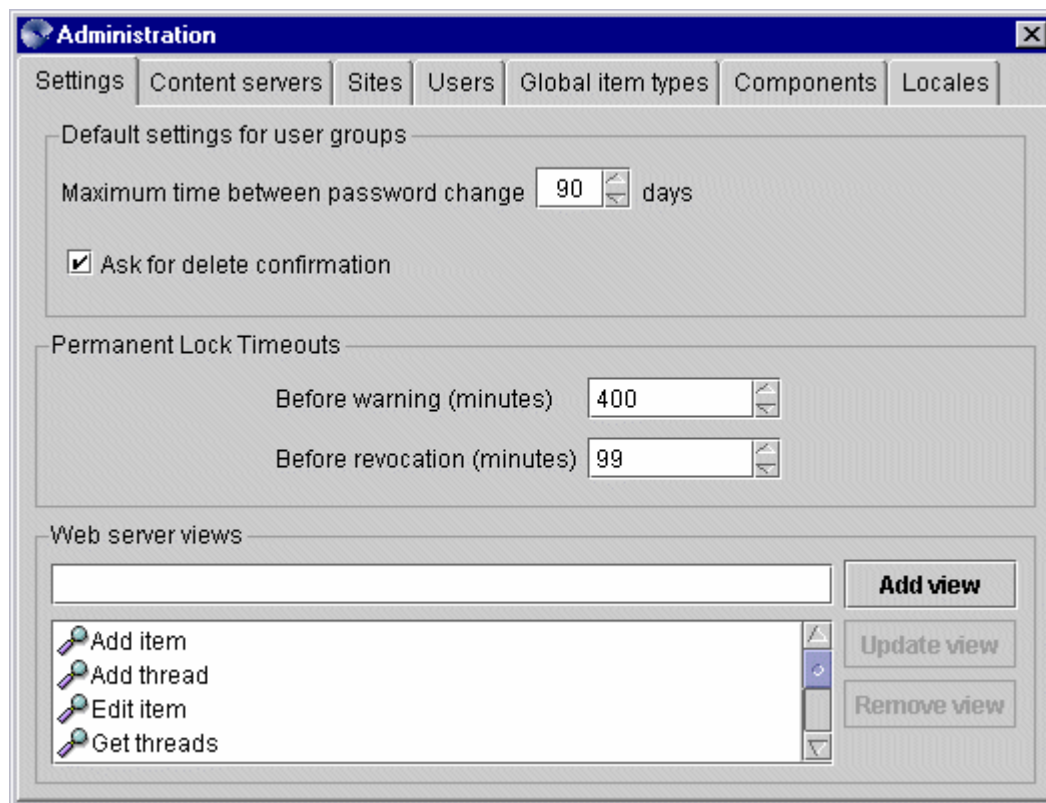 Administration
Settings Content servers Sites Users Global item types Components Locales
Default settings for user groups
Maximum time between password change 90 days
Ask for delete confirmation
Permanent Lock Timeouts
Before warning (minutes) 400
Before revocation (minutes) 99
Web server views
Add view
Add item
Update view
Add thread
Edit item
Remove view
Get threads